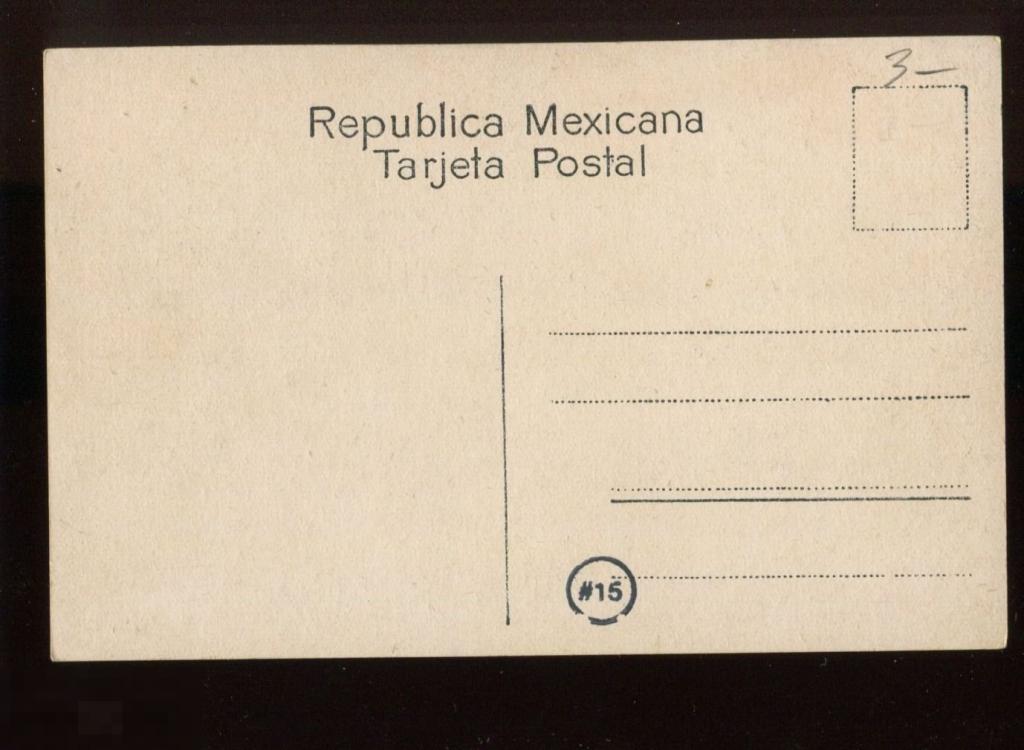 3-
Republica Mexicana
Tarjeta Postal
#15